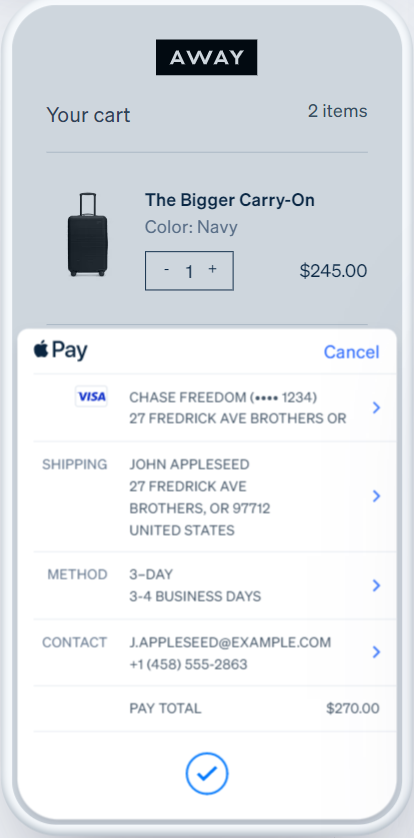 AWAY
Your cart
2 items
The Bigger Carry-On
Color: Navy
- 1 +
$245.00
Pay
Cancel
VISA
CHASE FREEDOM (•••• 1234)
27 FREDRICK AVE BROTHERS OR
SHIPPING
JOHN APPLESEED
27 FREDRICK AVE
BROTHERS, OR 97712
UNITED STATES
METHOD
3–DAY
3-4 BUSINESS DAYS
CONTACT
J.APPLESEED@EXAMPLE.COM
+1 (458) 555-2863
PAY TOTAL
$270.00